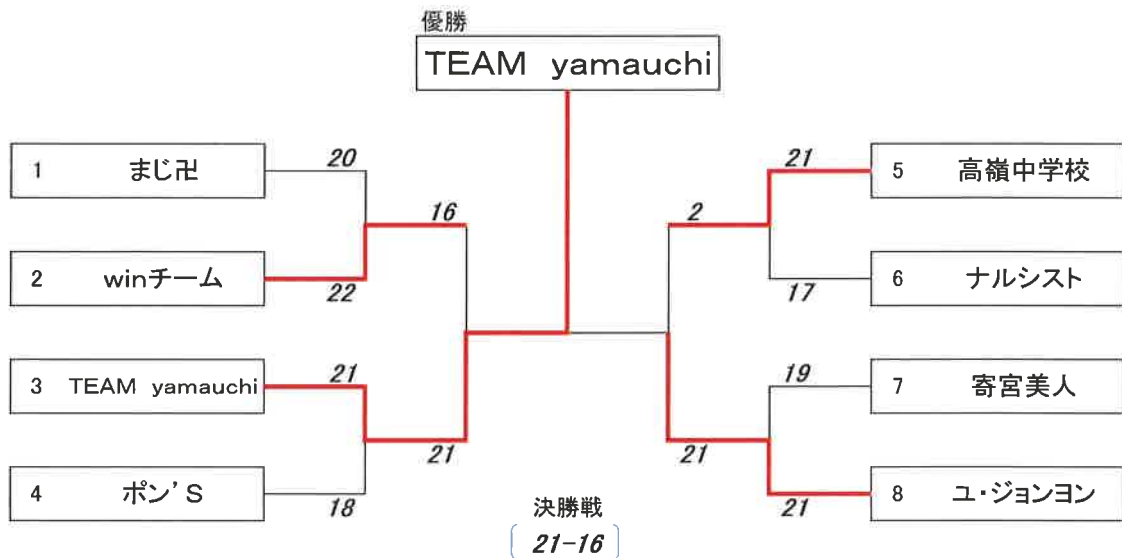 優勝
TEAM yamauchi
1 まじ卍
20
2 winチーム
22
16
3 TEAM yamauchi
21
4 ポン'S
18
21
21
5 高嶺中学校
2
17
6 ナルシスト
19
7 寄宮美人
21
21
8 ユ・ジョンヨン
決勝戦
21-16